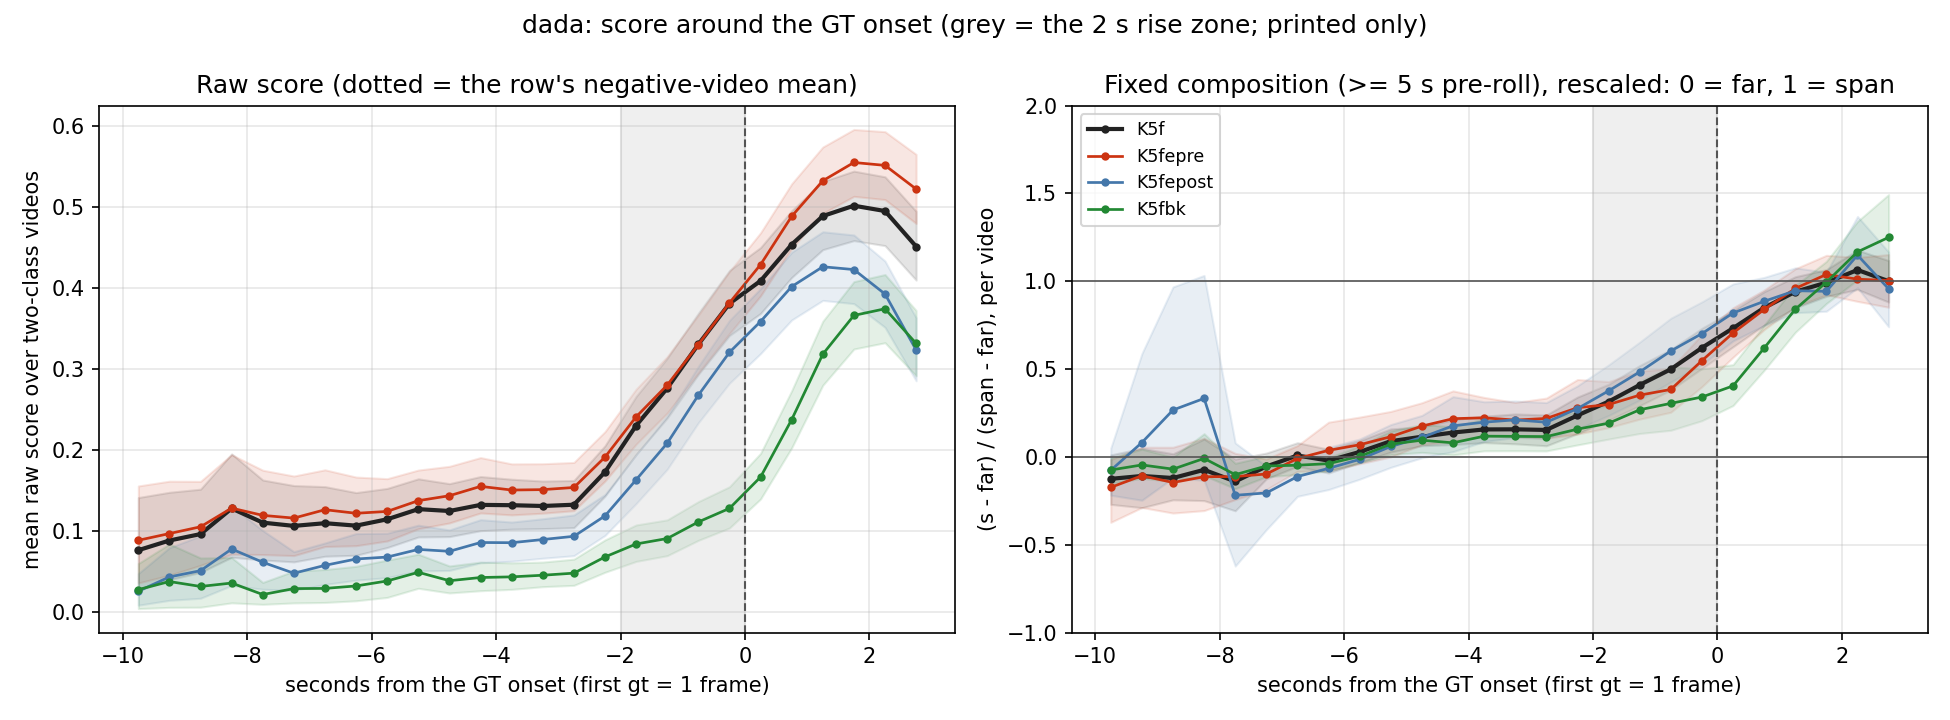 dada: score around the GT onset (grey = the 2 s rise zone; printed only)
Raw score (dotted = the row's negative-video mean)
mean raw score over two-class videos
0.6
0.5
0.4
0.3
0.2
0.1
0.0
−10
−8
−6
−4
−2
0
2
seconds from the GT onset (first gt = 1 frame)
Fixed composition (>= 5 s pre-roll), rescaled: 0 = far, 1 = span
(s - far) / (span - far), per video
2.0
1.5
1.0
0.5
0.0
−0.5
−1.0
K5f
K5fepre
K5fepost
K5fbk
−10
−8
−6
−4
−2
0
2
seconds from the GT onset (first gt = 1 frame)